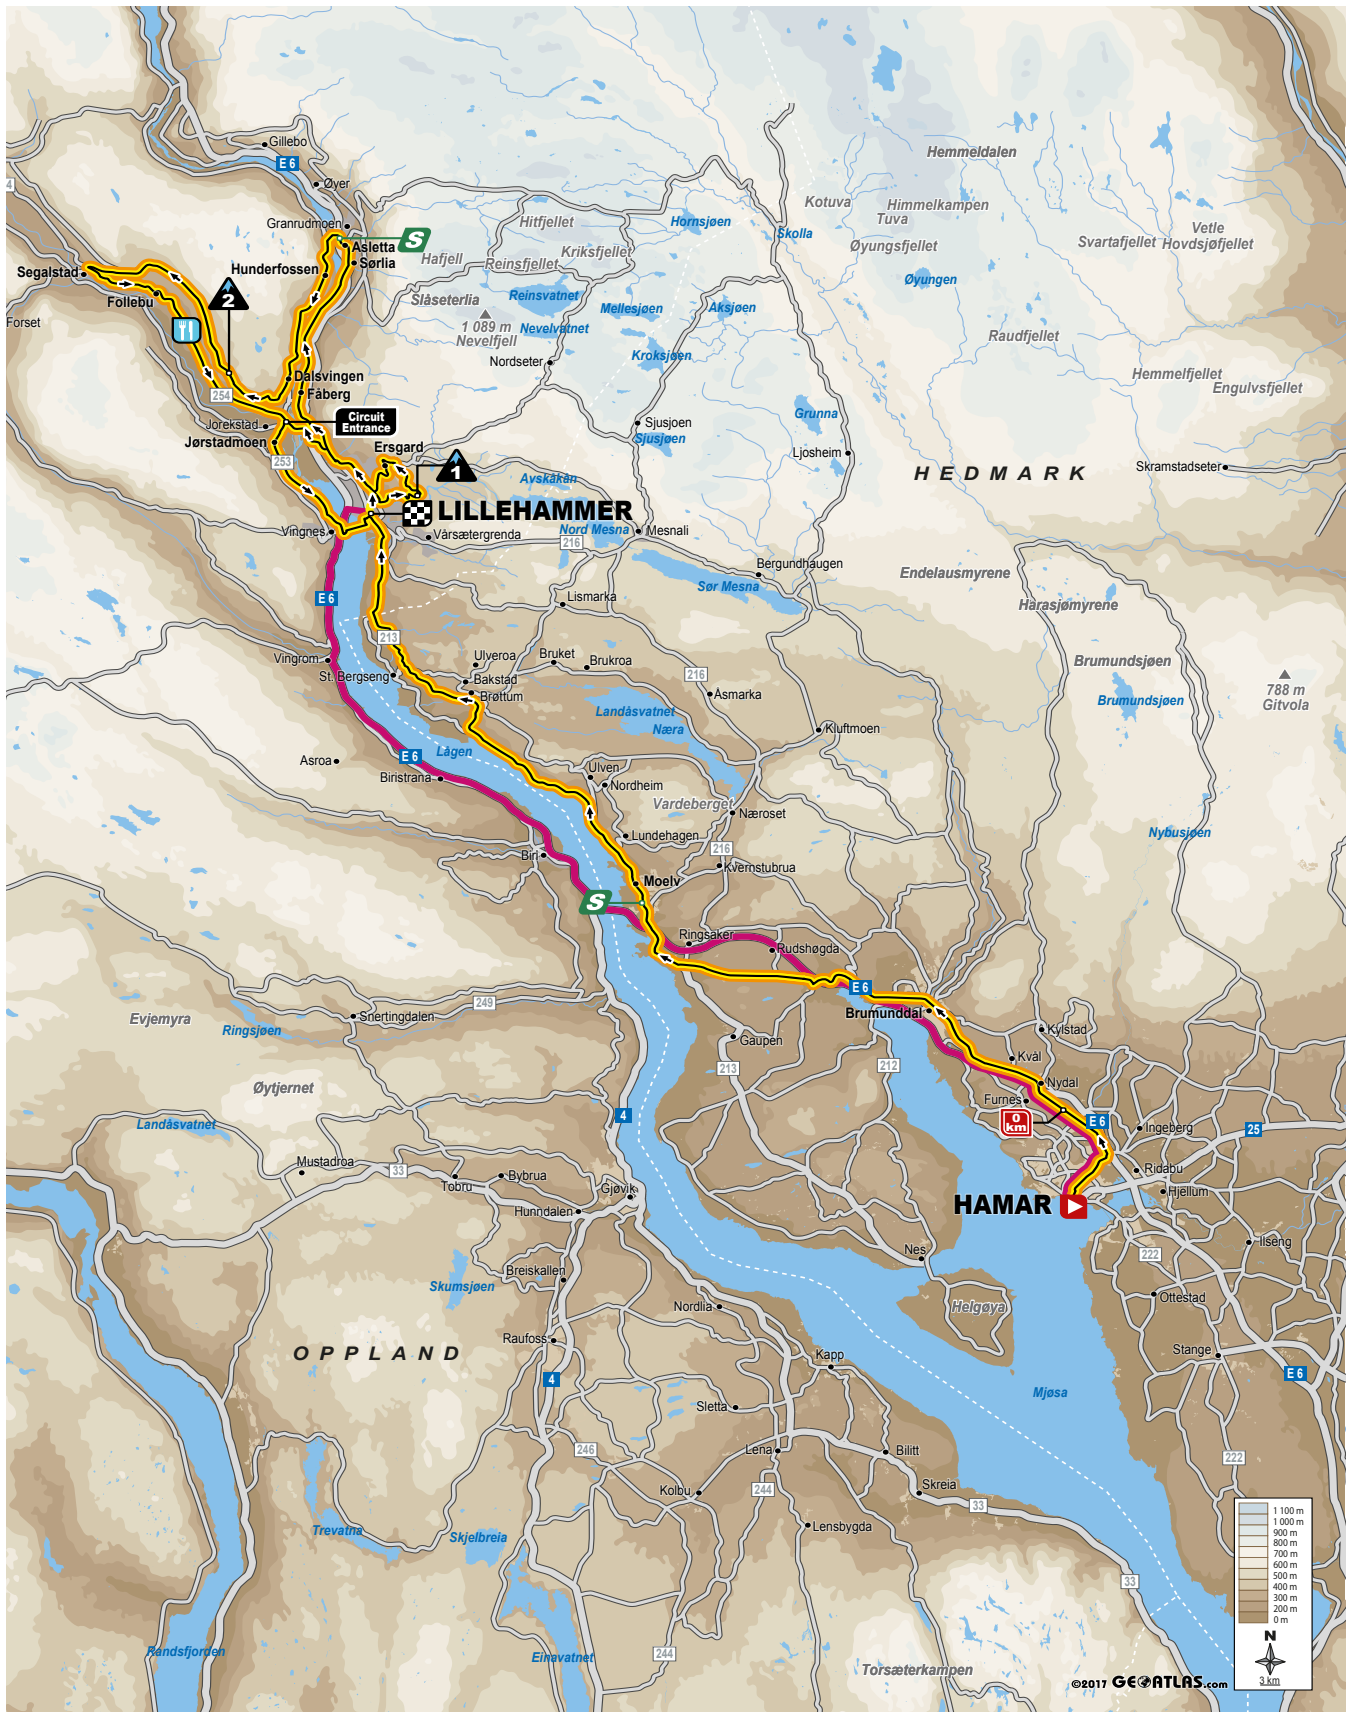 Gillebo
E 6
Øyer
Granrudmoen
S
Asletta
Sørlia
Hunderfossen
Segalstad
Follebu
2
Forset
4
Hafjell
Hitfjellet
Kriksfjellet
Reinsfjellet
Slåseterlia
1 089 m
Nevelfjell
Reinsvatnet
Nevelvatnet
Mellesjøen
Kroksjøen
Aksjøen
Hornsjøen
Skolla
Kotuva
Hemmeldalen
Himmelkampen
Tuva
Øyungsfjellet
Øyungen
Svartafjellet
Vetle
Hovdsjøfjellet
Raudfjellet
Hemmelfjellet
Engulvsfjellet
Nordseter
Dalsvingen
Fåberg
254
Circuit
Entrance
Jorekstad
Jørstadmoen
253
Ersgard
1
Sjusjoen
Sjusjøen
Grunna
Ljosheim
HEDMARK
Skramstadseter
Avskåkån
LILLEHAMMER
Nord Mesna
Mesnali
216
Vingnes
Vårsætergrenda
Bergundhaugen
Sør Mesna
Endelausmyrene
Harasjømyrene
E 6
Lismarka
213
Vingrom
St. Bergseng
Ulveroa
Bakstad
Brøttum
Bruket
Brukroa
216
Åsmarka
Brumundsjøen
Brumundsjøen
788 m
Gitvola
Landåsvatnet
Næra
Kluftmoen
E 6
Lågen
Asroa
Biristrana
Ulven
Nordheim
Vardeberget
Næroset
Nybusjøen
Lundehagen
216
Biri
Kvernstubrua
Moelv
S
Ringsaker
Rudshøgda
E 6
Brumunddal
249
Snertingdalen
Evjemyra
Ringsjøen
Gaupen
Kylstad
Kvål
213
212
Nydal
Furnes
Øytjernet
0
km
E 6
Ingeberg
25
4
Landåsvatnet
Mustadroa
33
Tobru
Bybrua
Gjøvik
Ridabu
Hjellum
HAMAR
Hunndalen
Nes
222
Ilseng
Breiskallen
Skumsjøen
Helgøya
Ottestad
Nordlia
Raufoss
Stange
OPPLAND
Kapp
4
E 6
Mjøsa
Sletta
246
Lena
Bilitt
222
Kolbu
244
Skreia
33
Trevatna
Skjelbreia
Lensbygda
33
1 100 m
1 000 m
900 m
800 m
700 m
600 m
500 m
400 m
300 m
200 m
0 m
N
3 km
Randsfjorden
Einavatnet
244
Torsæterkampen
©2017 GEOATLAS.com